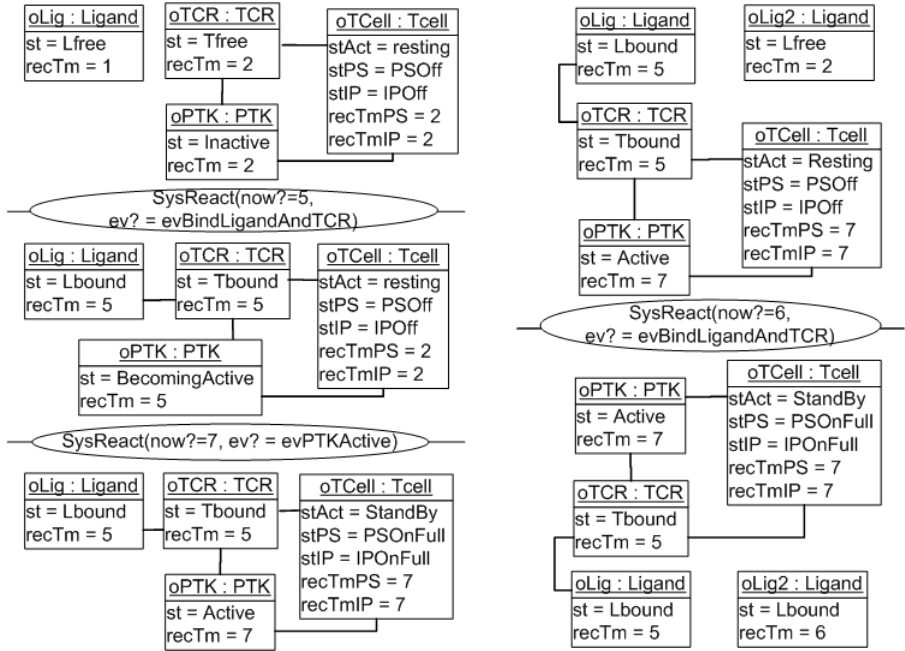 oLig : Ligand
st = Lfree
recTm = 1
oTCR : TCR
st = Tfree
recTm = 2
oTCell : Tcell
stAct = resting
stPS = PSOff
stIP = IPOff
recTmPS = 2
recTmIP = 2
oPTK : PTK
st = Inactive
recTm = 2
SysReact(now?=5,
ev? = evBindLigandAndTCR)
oLig : Ligand
st = Lbound
recTm = 5
oTCR : TCR
st = Tbound
recTm = 5
oTCell : Tcell
stAct = resting
stPS = PSOff
stIP = IPOff
recTmPS = 2
recTmIP = 2
oPTK : PTK
st = BecomingActive
recTm = 5
SysReact(now?=7, ev? = evPTKActive)
oLig : Ligand
st = Lbound
recTm = 5
oTCR : TCR
st = Tbound
recTm = 5
oTCell : Tcell
stAct = StandBy
stPS = PSOnFull
stIP = IPOnFull
recTmPS = 7
recTmIP = 7
oPTK : PTK
st = Active
recTm = 7
oLig : Ligand
st = Lbound
recTm = 5
oLig2 : Ligand
st = Lfree
recTm = 2
oTCR : TCR
st = Tbound
recTm = 5
oTCell : Tcell
stAct = Resting
stPS = PSOff
stIP = IPOff
recTmPS = 7
recTmIP = 7
oPTK : PTK
st = Active
recTm = 7
SysReact(now?=6,
ev? = evBindLigandAndTCR)
oPTK : PTK
st = Active
recTm = 7
oTCell : Tcell
stAct = StandBy
stPS = PSOnFull
stIP = IPOnFull
recTmPS = 7
recTmIP = 7
oTCR : TCR
st = Tbound
recTm = 5
oLig : Ligand
st = Lbound
recTm = 5
oLig2 : Ligand
st = Lbound
recTm = 6